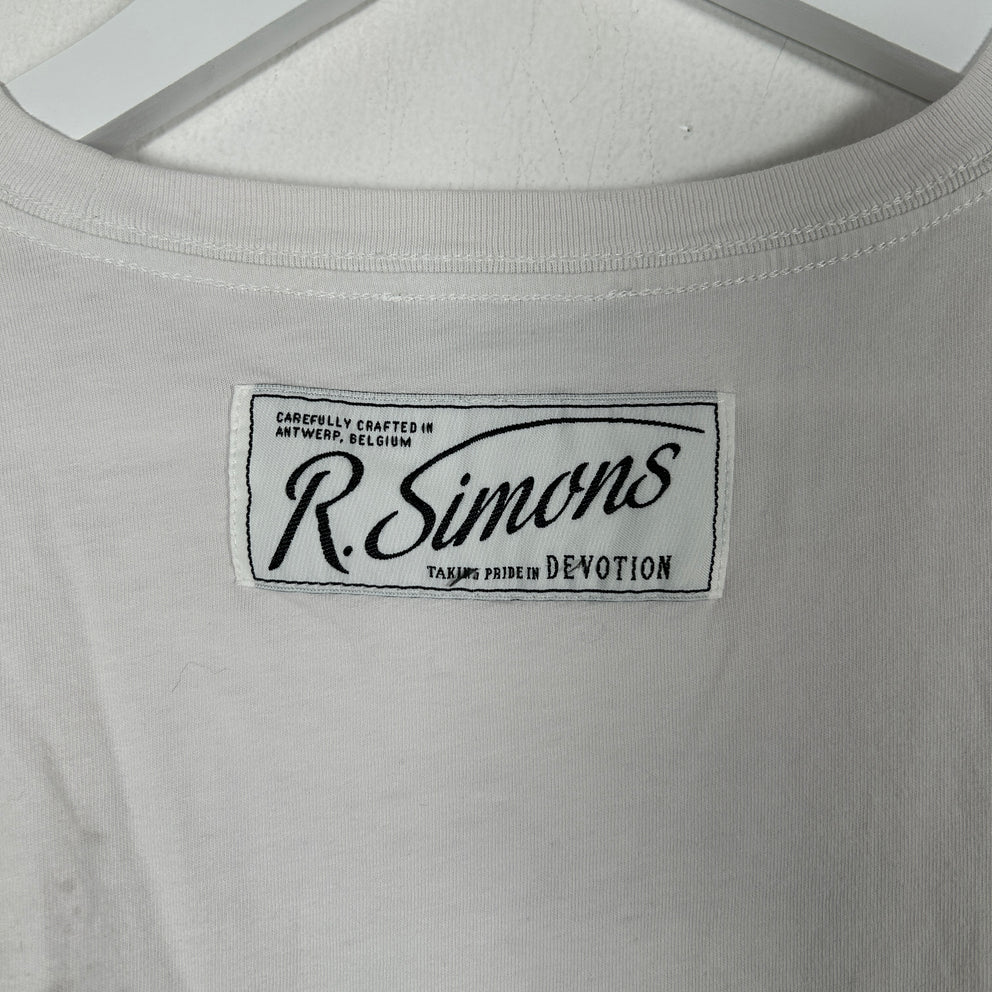 CAREFULLY CRAFTED IN
ANTWERP, BELGIUM
R. Simons
TAKING PRIDE IN DEVOTION